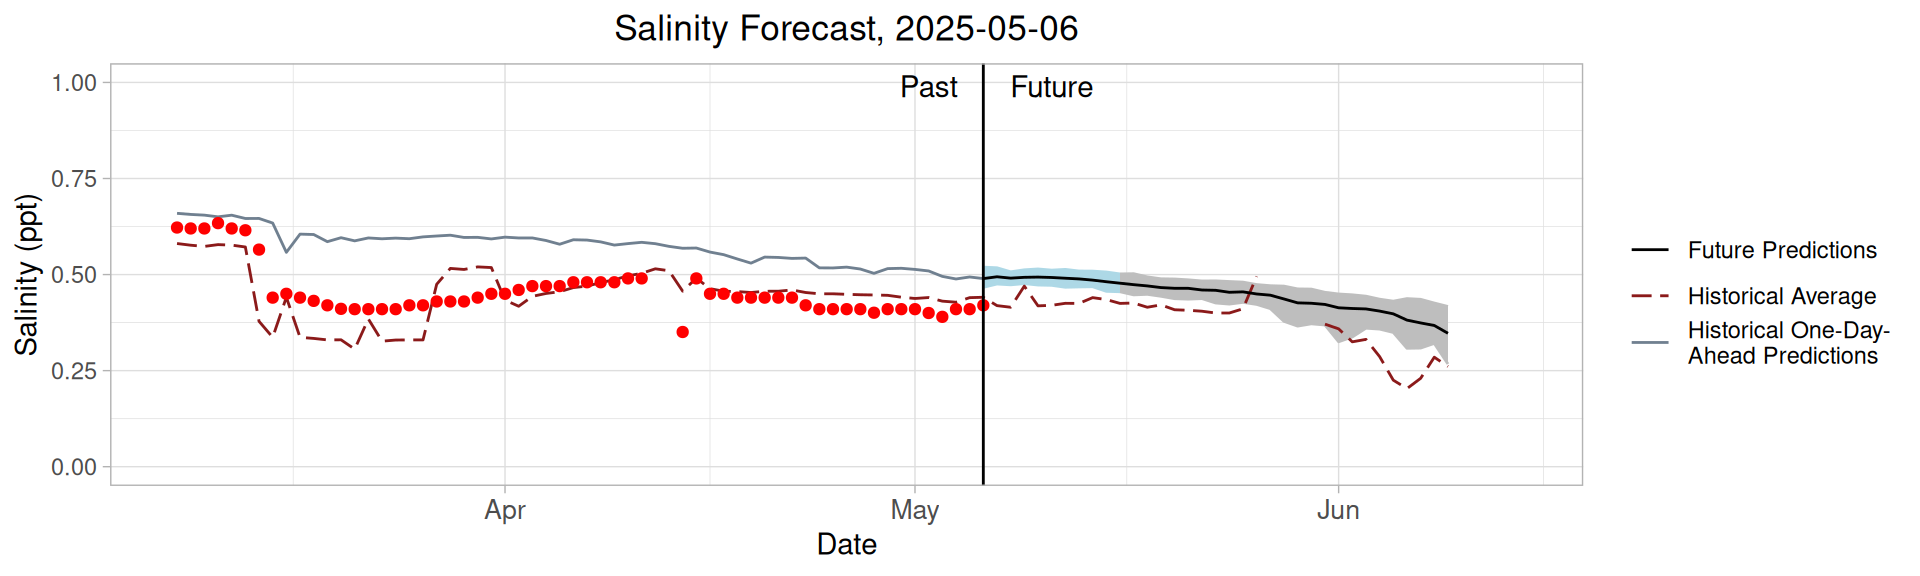 Salinity Forecast, 2025-05-06
Past
Future
1.00
0.75
0.50
0.25
0.00
Salinity (ppt)
Apr
May
Jun
Date
Future Predictions
Historical Average
Historical One-Day-
Ahead Predictions